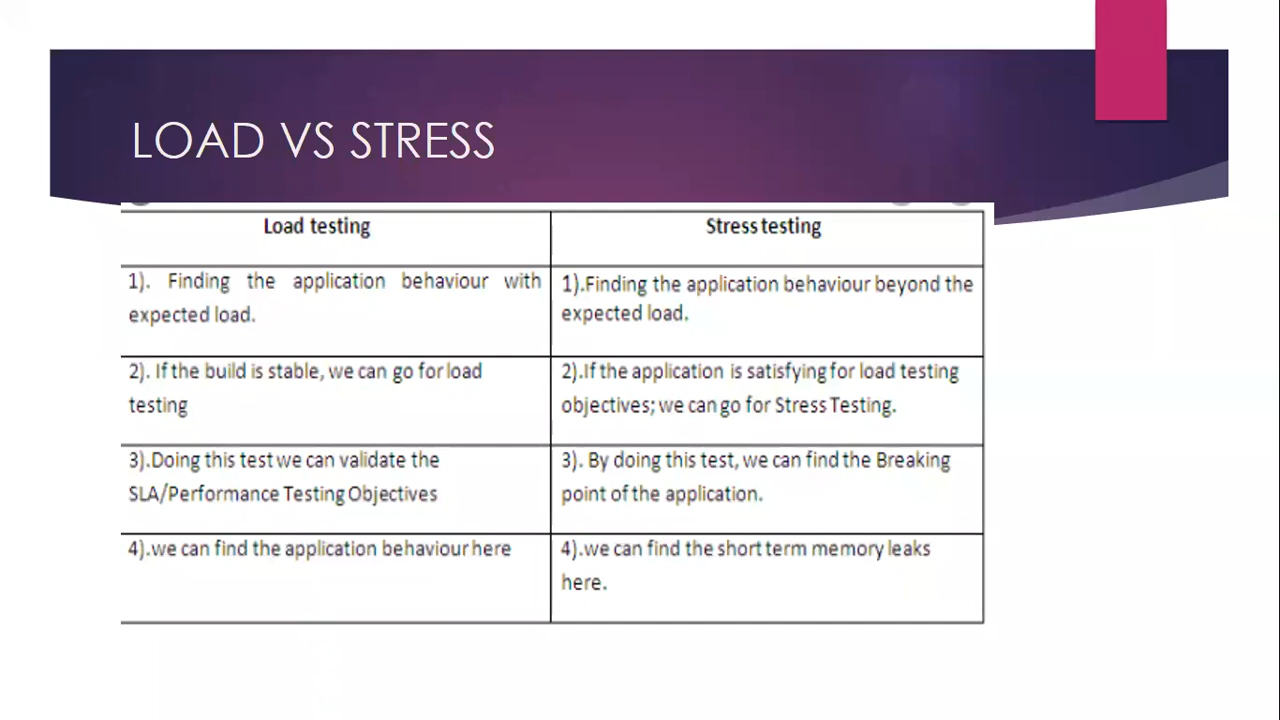 LOAD VS STRESS
Load testing
Stress testing
1). Finding the application behaviour with
expected load.
1).Finding the application behaviour beyond the
expected load.
2). If the build is stable, we can go for load
testing
2).If the application is satisfying for load testing
objectives; we can go for Stress Testing.
3).Doing this test we can validate the
SLA/Performance Testing Objectives
3). By doing this test, we can find the Breaking
point of the application.
4).we can find the application behaviour here
4).we can find the short term memory leaks
here.